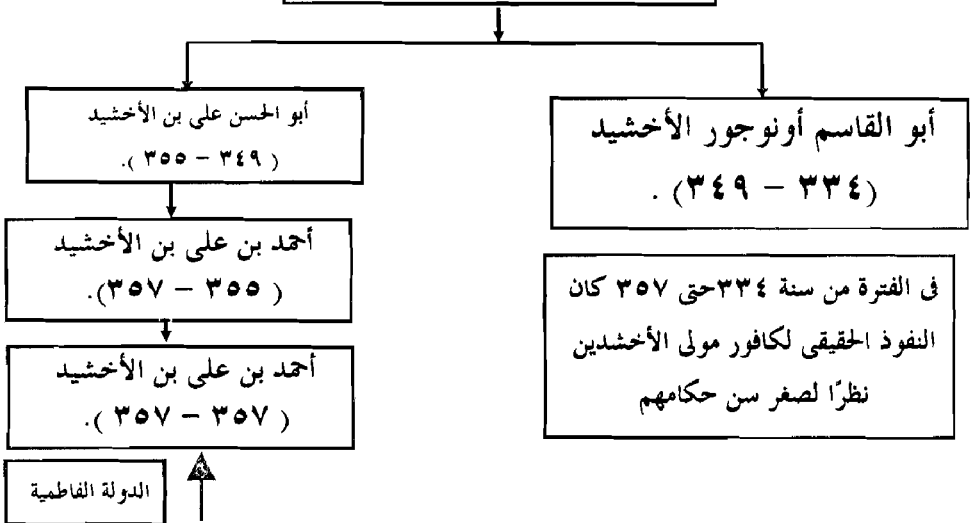 أبو القاسم أونوجور الأخشيد
(٣٣٤ – ٣٤٩) .
فى الفترة من سنة ٣٣٤حتى ٣٥٧ كان
النفوذ الحقيقى لكافور مولى الأخشدين
نظرًا لصغر سن حكامهم
أبو الحسن على بن الأخشيد
( ٣٤٩ – ٣٥٥ ).
أحمد بن على بن الأخشيد
( ٣٥٥ – ٣٥٧).
أحمد بن على بن الأخشيد
( ٣٥٧ – ٣٥٧ ).
الدولة الفاطمية